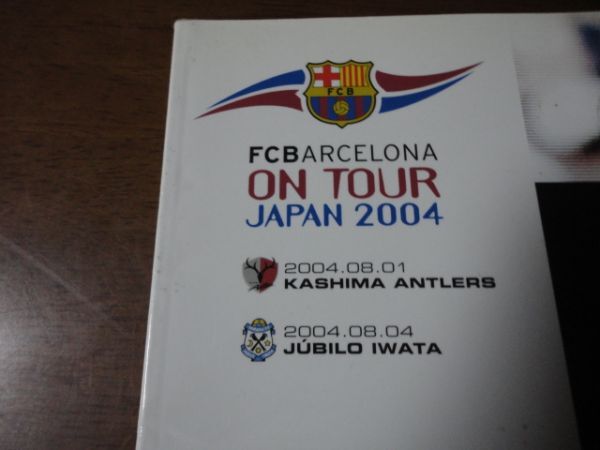 FCB
FCBARCELONA
ON TOUR
JAPAN 2004
2004.08.01
KASHIMA ANTLERS
2004.08.04
JÚBILO IWATA